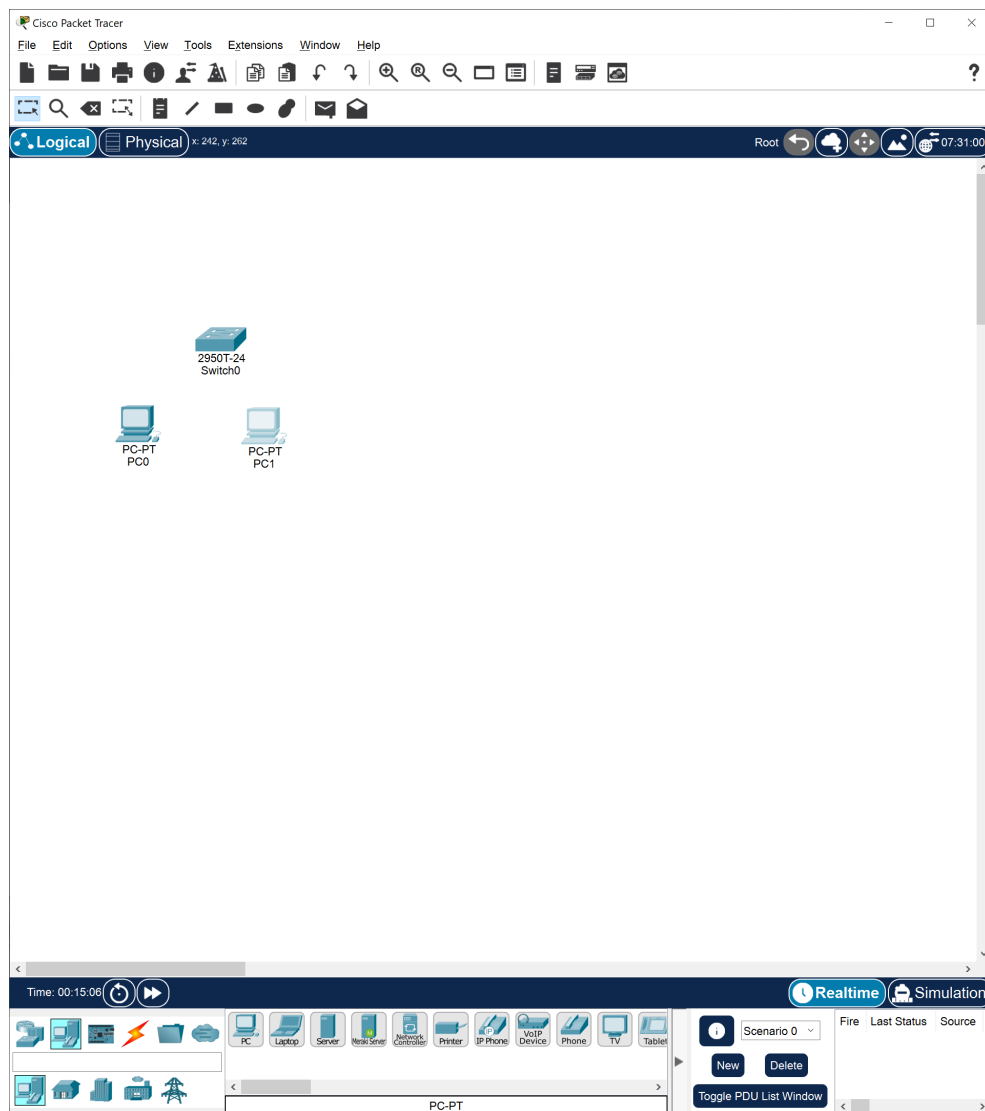 Cisco Packet Tracer
File Edit Options View Tools Extensions Window Help
?
Logical Physical x: 242, y: 262 Root 07:31:00
2950T-24
Switch0
PC-PT
PC0
PC-PT
PC1
Time: 00:15:06 Realtime Simulation
PC Laptop Server Meraki Server Network Controller Printer IP Phone VoIP Device Phone TV Tablet
Scenario 0
Fire Last Status Source
New Delete
Toggle PDU List Window
PC-PT